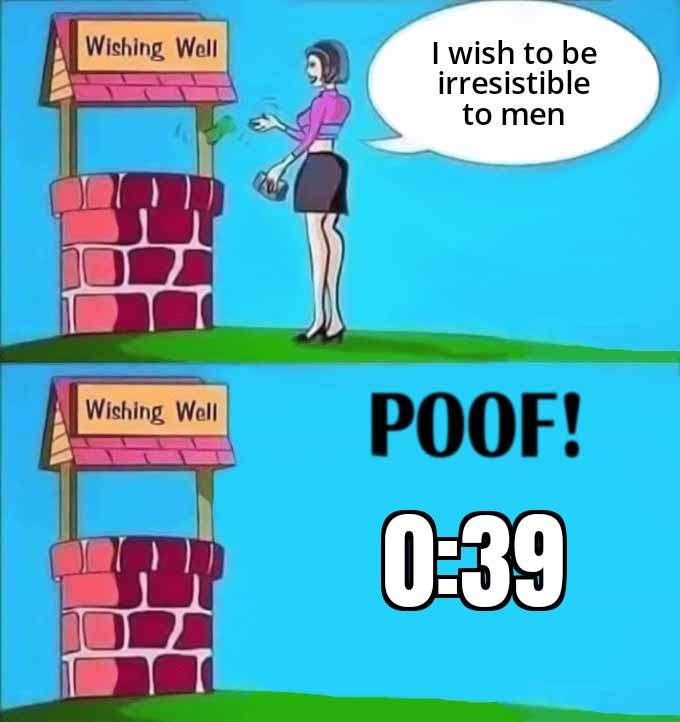 Wishing Well
I wish to be
irresistible
to men
Wishing Well
POOF!
0:39